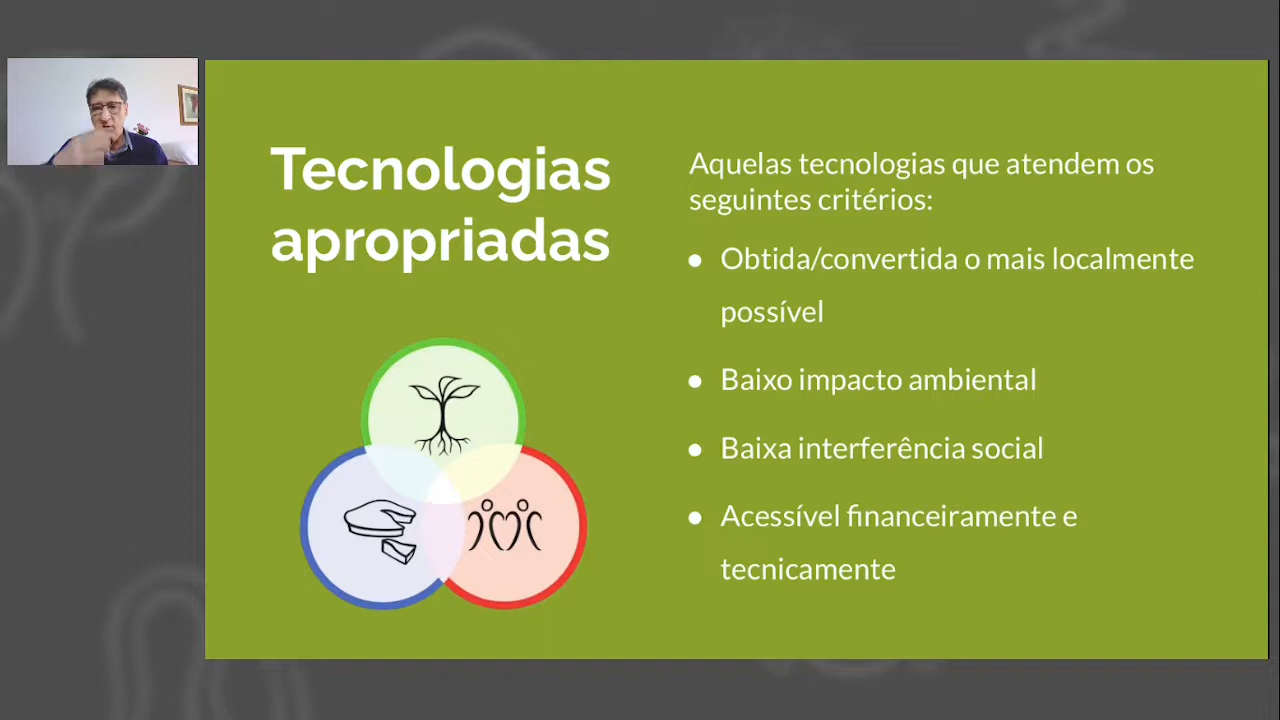 Tecnologias
apropriadas
Aquelas tecnologias que atendem os
seguintes critérios:
● Obtida/convertida o mais localmente
possível
● Baixo impacto ambiental
● Baixa interferência social
● Acessível financeiramente e
tecnicamente